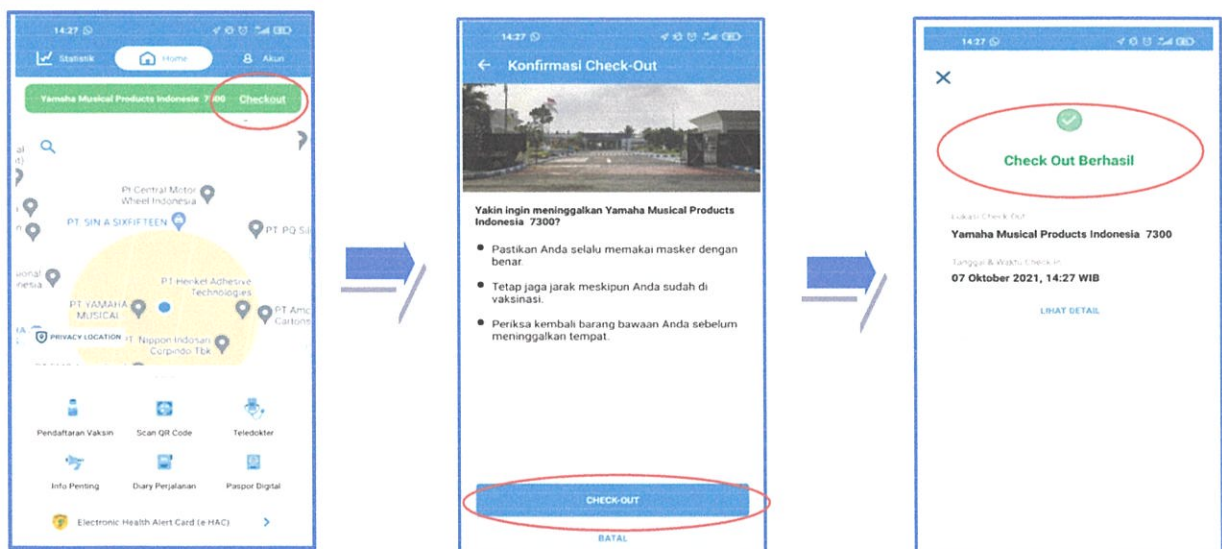 14:27
Statistik
Home
Akun
Yamaha Musical Products Indonesia 7300
Checkout
Pt Central Motor
Wheel Indonesia
PT. SIN A SIXFIFTEEN
PT. PQ
PT Henkel Adhesive
Technologies
PT YAMAHA
MUSICAL
PT Amc
Cartons
PRIVACY LOCATION
T. Nippon Indosari
Corpindo Tbk
Pendaftaran Vaksin
Scan QR Code
Teledokter
Info Penting
Diary Perjalanan
Paspor Digital
Electronic Health Alert Card (e HAC)
14:27
Konfirmasi Check-Out
Yakin ingin meninggalkan Yamaha Musical Products
Indonesia 7300?
Pastikan Anda selalu memakai masker dengan
benar.
Tetap jaga jarak meskipun Anda sudah di
vaksinasi.
Periksa kembali barang bawaan Anda sebelum
meninggalkan tempat.
CHECK-OUT
BATAL
14:27
Check Out Berhasil
Lokasi Check Out
Yamaha Musical Products Indonesia 7300
Tanggal & Waktu Check-in
07 Oktober 2021, 14:27 WIB
LIHAT DETAIL